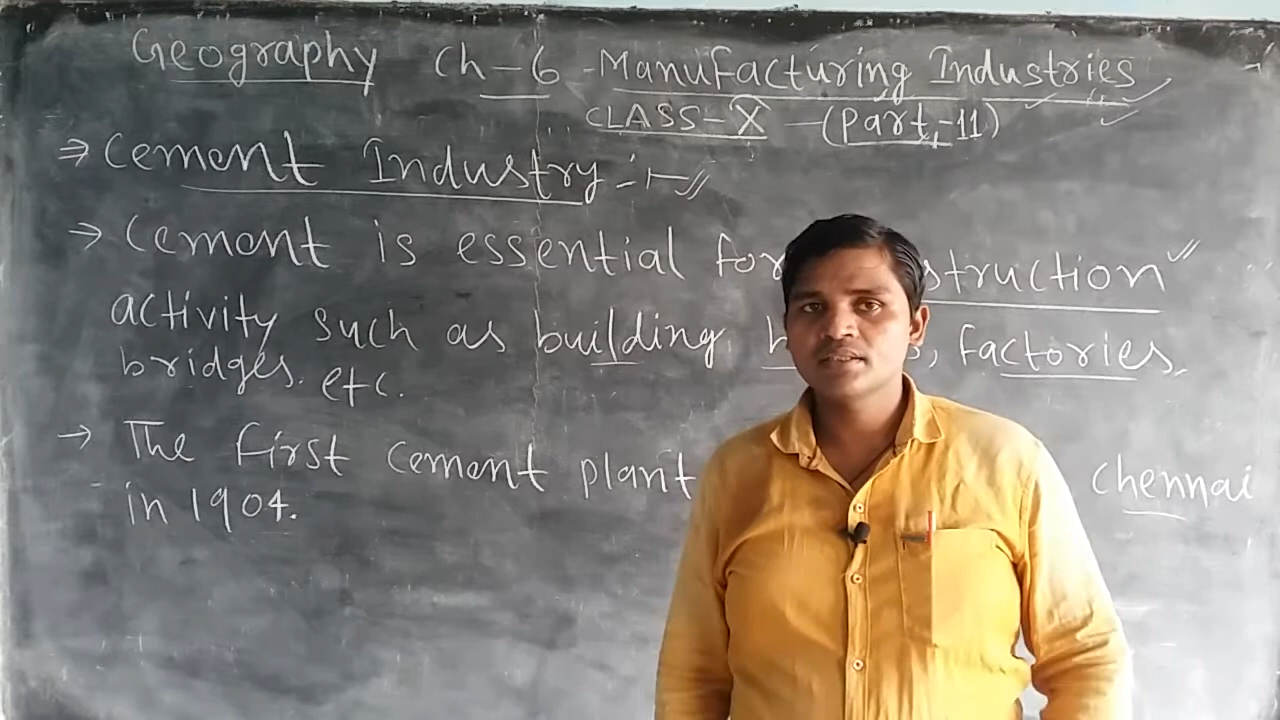 Geography Ch-6 - Manufacturing Industries
CLASS-X - (Part-11)
⇒ Cement Industry :-
→ Cement is essential for struction
activity such as building, factories,
bridges. etc.
→ The first cement plant chennai
in 1904.